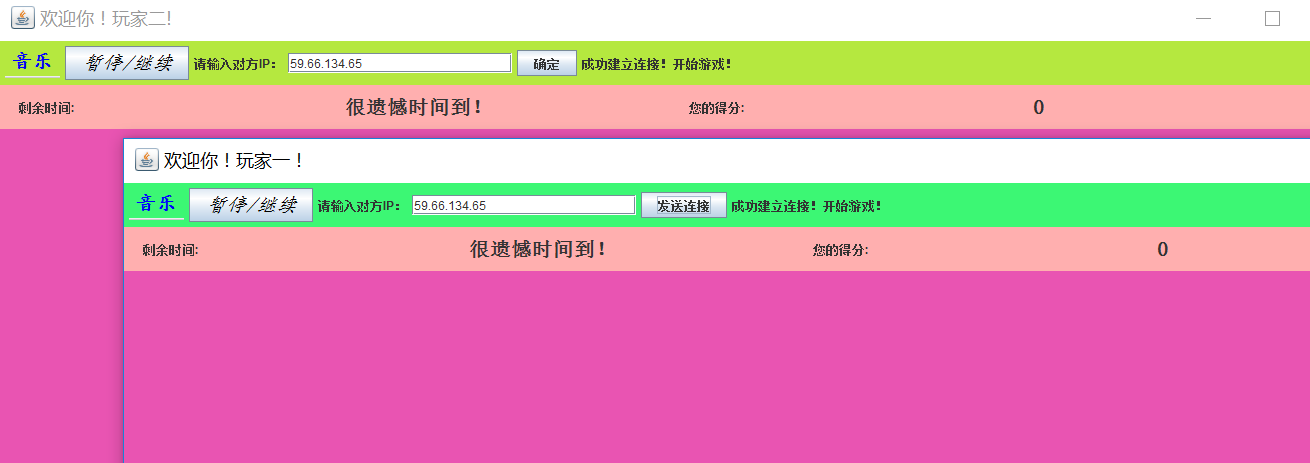 欢迎你！玩家二!
音乐 暂停/继续 请输入对方IP： 59.66.134.65 确定 成功建立连接！开始游戏！
剩余时间: 很遗憾时间到！ 您的得分: 0
欢迎你！玩家一！
音乐 暂停/继续 请输入对方IP： 59.66.134.65 发送连接 成功建立连接！开始游戏！
剩余时间: 很遗憾时间到！ 您的得分: 0